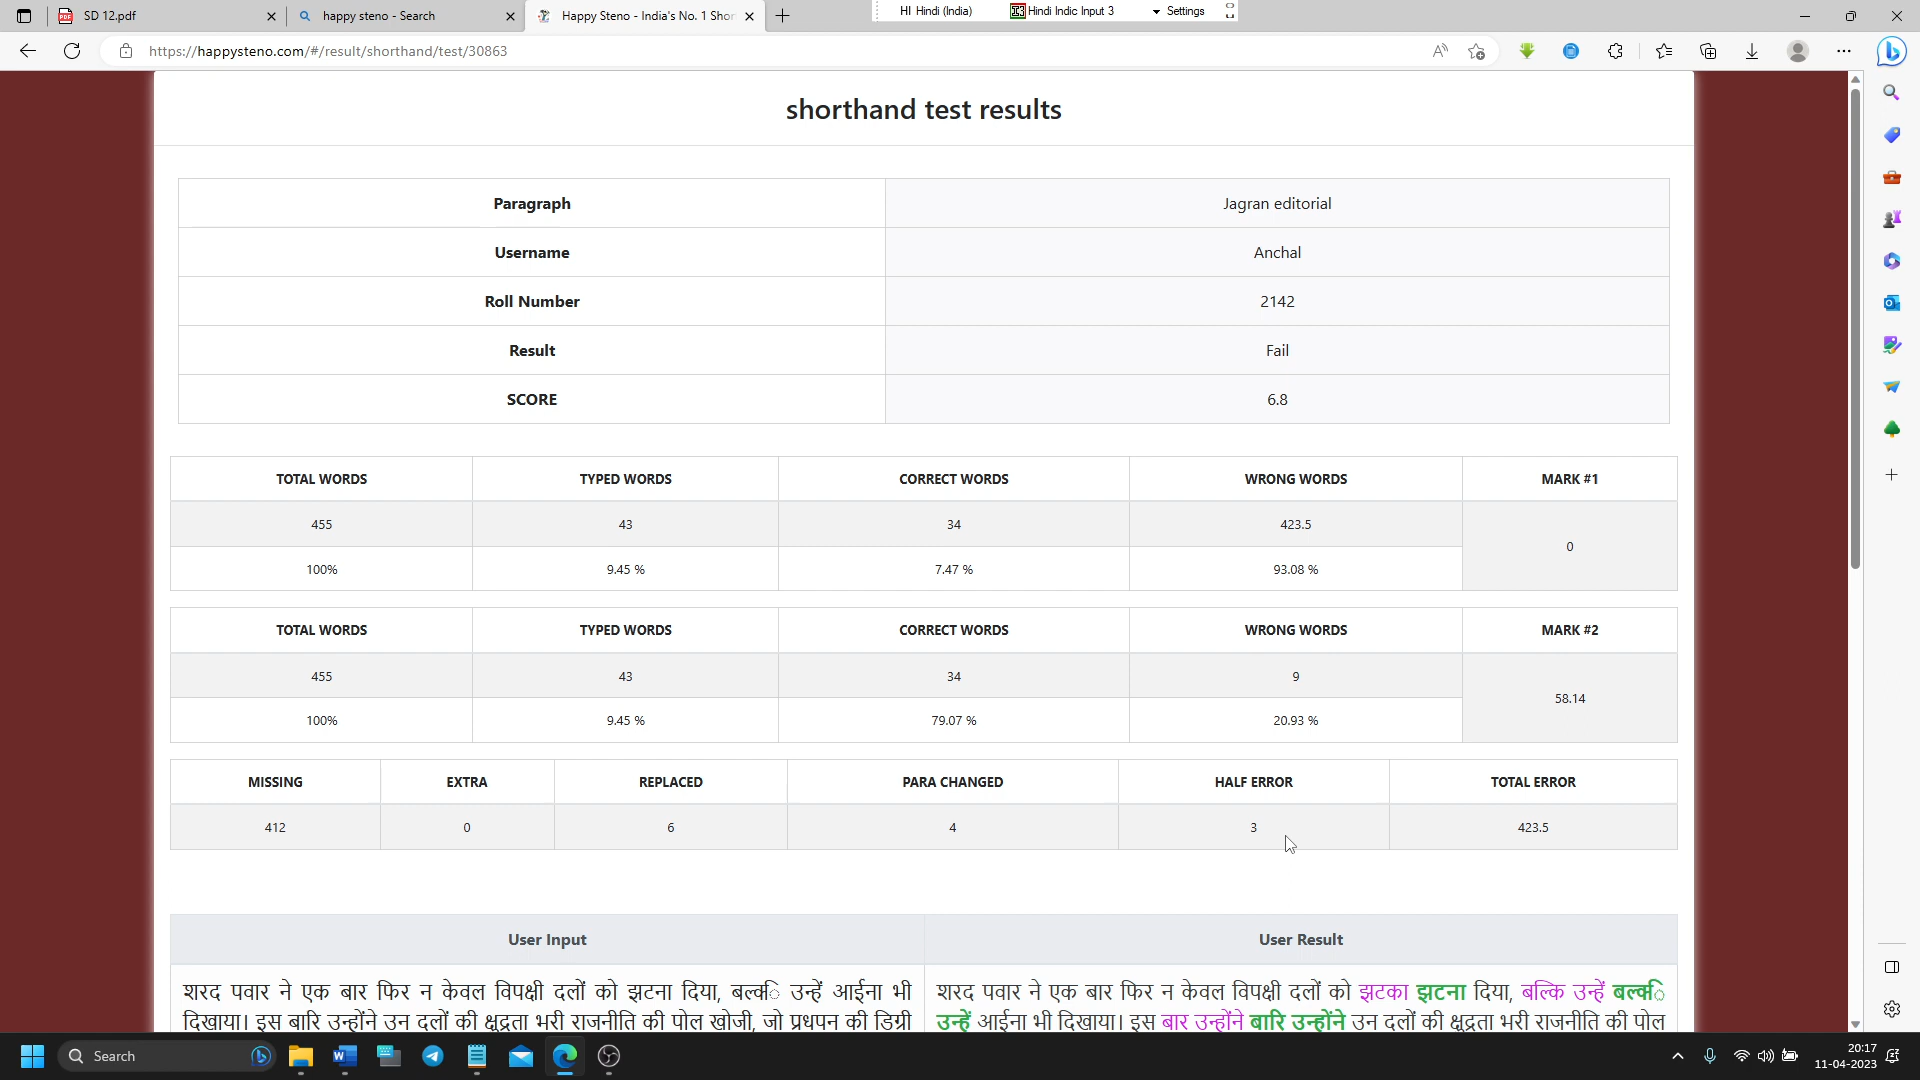 SD 12.pdf
happy steno - Search
Happy Steno - India's No. 1 Shor
HI Hindi (India)
Hindi Indic Input 3
Settings
https://happysteno.com/#/result/shorthand/test/30863
shorthand test results
Paragraph Jagran editorial
Username Anchal
Roll Number 2142
Result Fail
SCORE 6.8
TOTAL WORDS TYPED WORDS CORRECT WORDS WRONG WORDS MARK #1
455 43 34 423.5
0
100% 9.45 % 7.47 % 93.08 %
TOTAL WORDS TYPED WORDS CORRECT WORDS WRONG WORDS MARK #2
455 43 34 9
58.14
100% 9.45 % 79.07 % 20.93 %
MISSING EXTRA REPLACED PARA CHANGED HALF ERROR TOTAL ERROR
412 0 6 4 3 423.5
User Input
शरद पवार ने एक बार फिर न केवल विपक्षी दलों को झटना दिया, बल्कि उन्हें आईना भी
दिखाया। इस बारि उन्होंने उन दलों की क्षुद्रता भरी राजनीति की पोल खोजी, जो प्रधपन की डिग्री
User Result
शरद पवार ने एक बार फिर न केवल विपक्षी दलों को झटका झटना दिया, बल्कि उन्हें
उन्हें आईना भी दिखाया। इस बार उन्होंने बारि उन्होंने उन दलों की क्षुद्रता भरी राजनीति की पोल
Search
20:17
11-04-2023